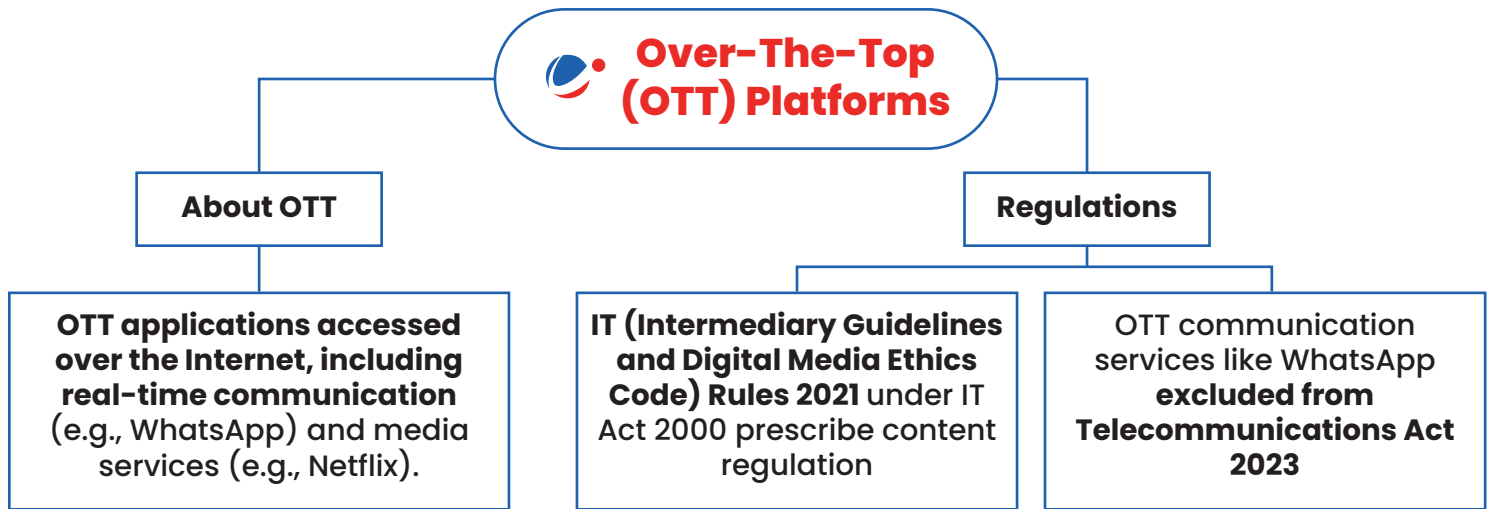 Over-The-Top
(OTT) Platforms
About OTT
Regulations
OTT applications accessed
over the Internet, including
real-time communication
(e.g., WhatsApp) and media
services (e.g., Netflix).
IT (Intermediary Guidelines
and Digital Media Ethics
Code) Rules 2021 under IT
Act 2000 prescribe content
regulation
OTT communication
services like WhatsApp
excluded from
Telecommunications Act
2023